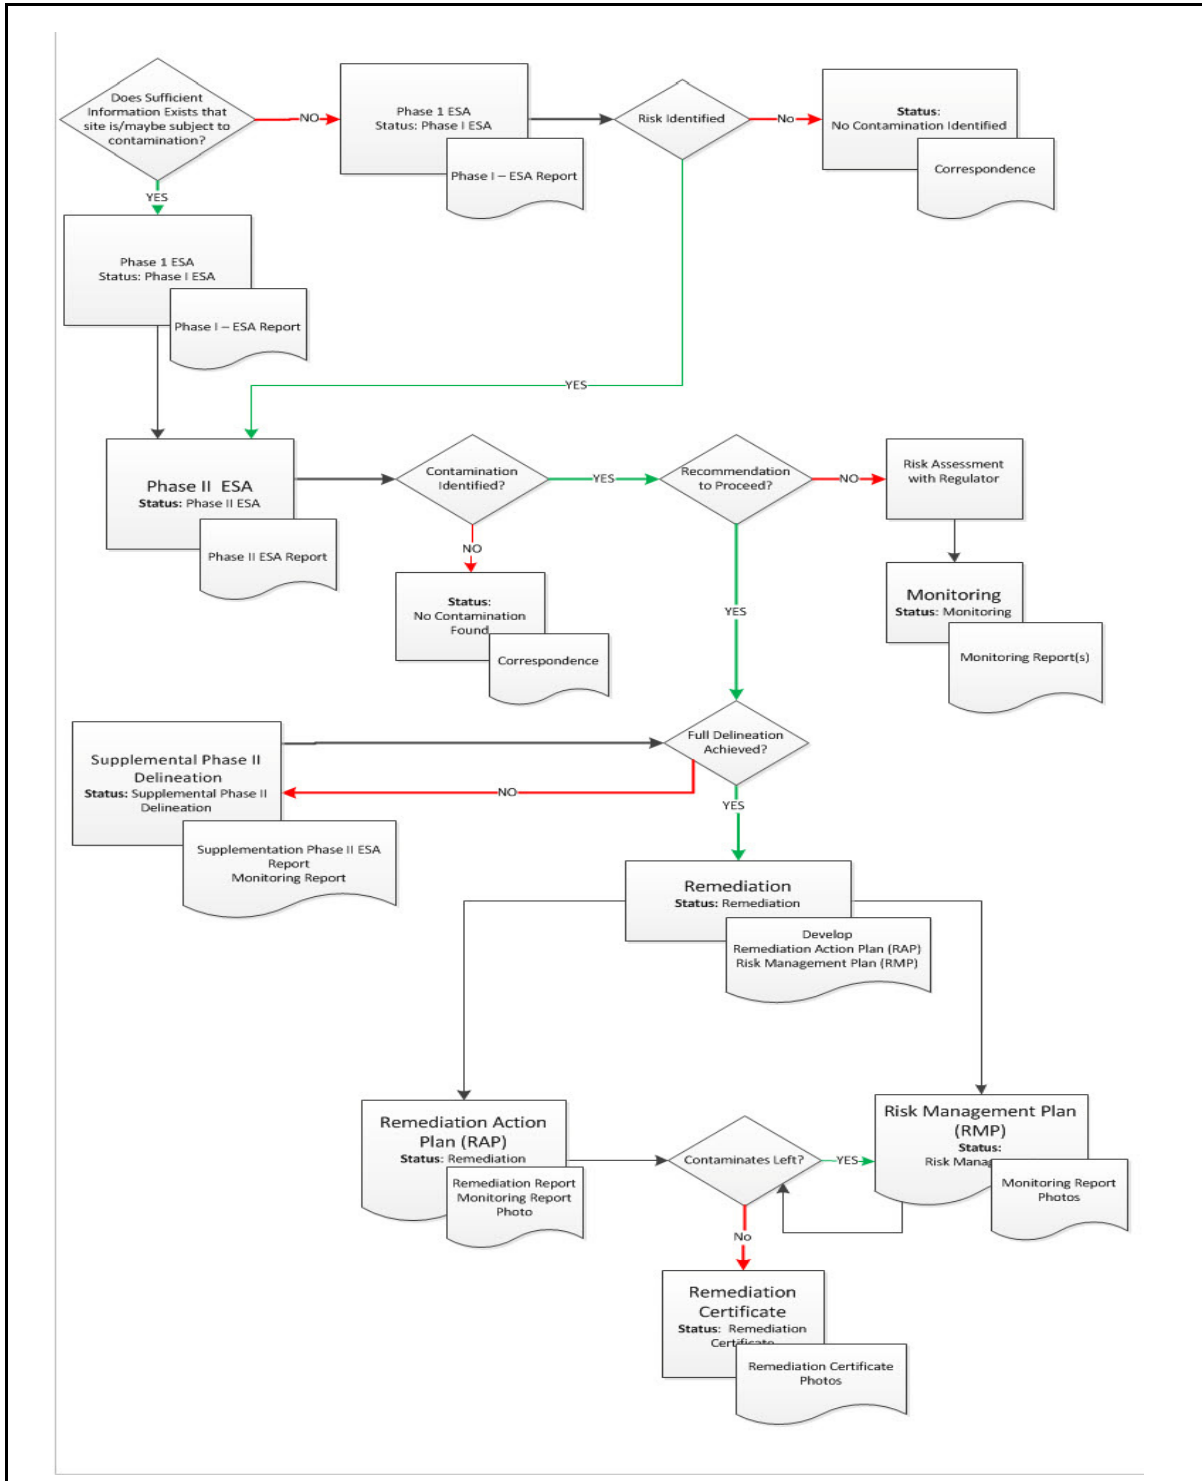 Does Sufficient
Information Exists that
site is/maybe subject to
contamination?
NO
Phase 1 ESA
Status: Phase I ESA
Phase I – ESA Report
Risk Identified
No
Status:
No Contamination Identified
Correspondence
YES
Phase 1 ESA
Status: Phase I ESA
Phase I – ESA Report
YES
Phase II ESA
Status: Phase II ESA
Phase II ESA Report
Contamination
Identified?
YES
NO
Status:
No Contamination
Found
Correspondence
Recommendation
to Proceed?
NO
Risk Assessment
with Regulator
Monitoring
Status: Monitoring
Monitoring Report(s)
YES
Full Delineation
Achieved?
NO
Supplemental Phase II
Delineation
Status: Supplemental Phase II
Delineation
Supplementation Phase II ESA
Report
Monitoring Report
YES
Remediation
Status: Remediation
Develop
Remediation Action Plan (RAP)
Risk Management Plan (RMP)
Remediation Action
Plan (RAP)
Status: Remediation
Remediation Report
Monitoring Report
Photo
Contaminates Left?
YES
Risk Management Plan
(RMP)
Status:
Risk Manag
Monitoring Report
Photos
No
Remediation
Certificate
Status: Remediation
Certificate
Remediation Certificate
Photos